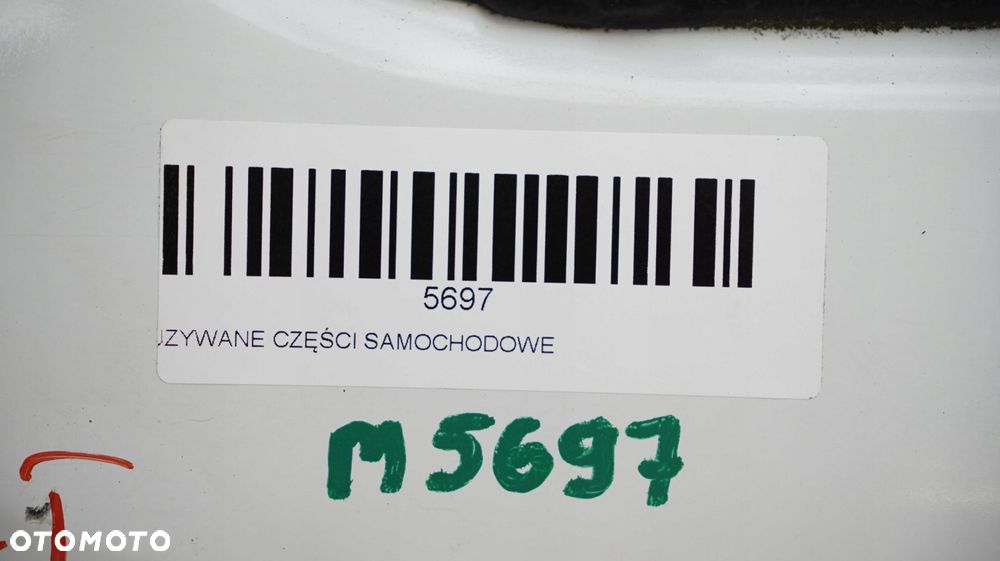 5697
UZYWANE CZĘŚCI SAMOCHODOWE
M5697
OTOMOTO